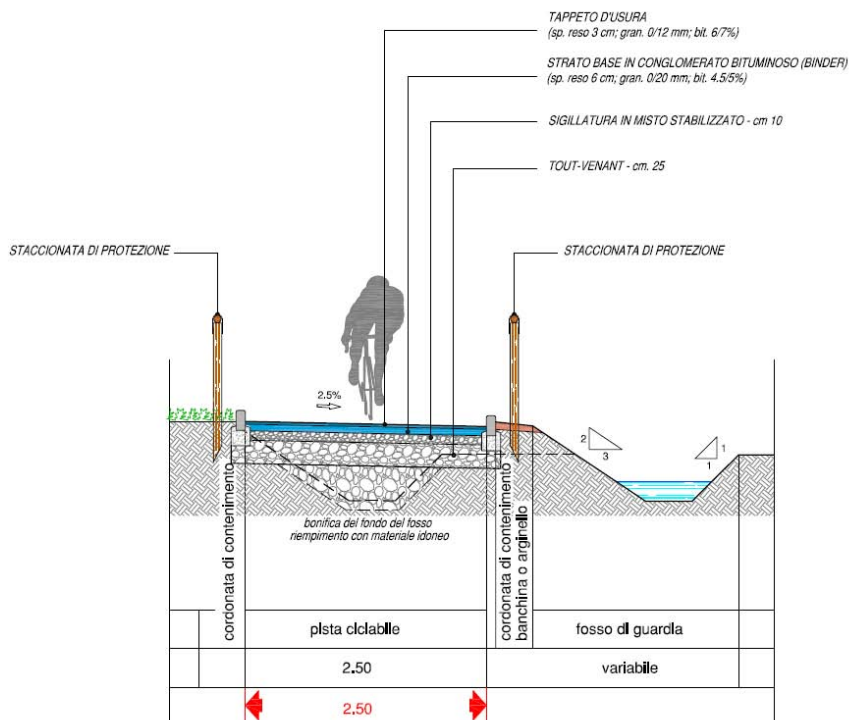 TAPPETO D'USURA
(sp. reso 3 cm; gran. 0/12 mm; bit. 6/7%)
STRATO BASE IN CONGLOMERATO BITUMINOSO (BINDER)
(sp. reso 6 cm; gran. 0/20 mm; bit. 4.5/5%)
SIGILLATURA IN MISTO STABILIZZATO - cm 10
TOUT-VENANT - cm. 25
STACCIONATA DI PROTEZIONE
STACCIONATA DI PROTEZIONE
2.5%
2
3
1
1
bonifica del fondo del fosso
riempimento con materiale idoneo
cordonata di contenimento
cordonata di contenimento
banchina o arginello
pista ciclabile
fosso di guardia
2.50
variabile
2.50